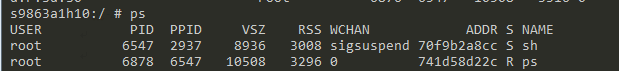 s9863a1h10:/ # ps
USER PID PPID VSZ RSS WCHAN ADDR S NAME
root 6547 2937 8936 3008 sigsuspend 70f9b2a8cc S sh
root 6878 6547 10508 3296 0 741d58d22c R ps